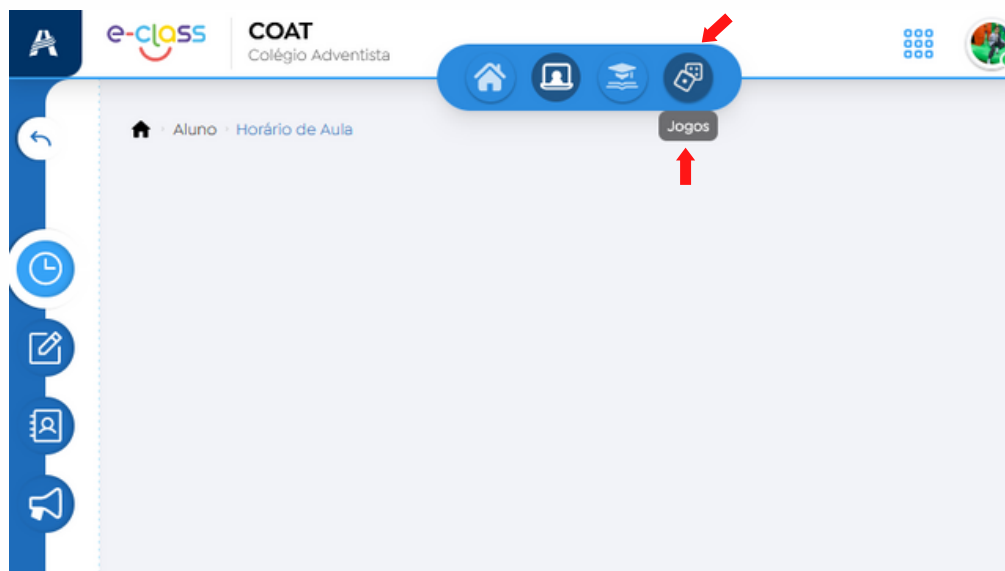 e-class
COAT
Colégio Adventista
Aluno
Horário de Aula
Jogos